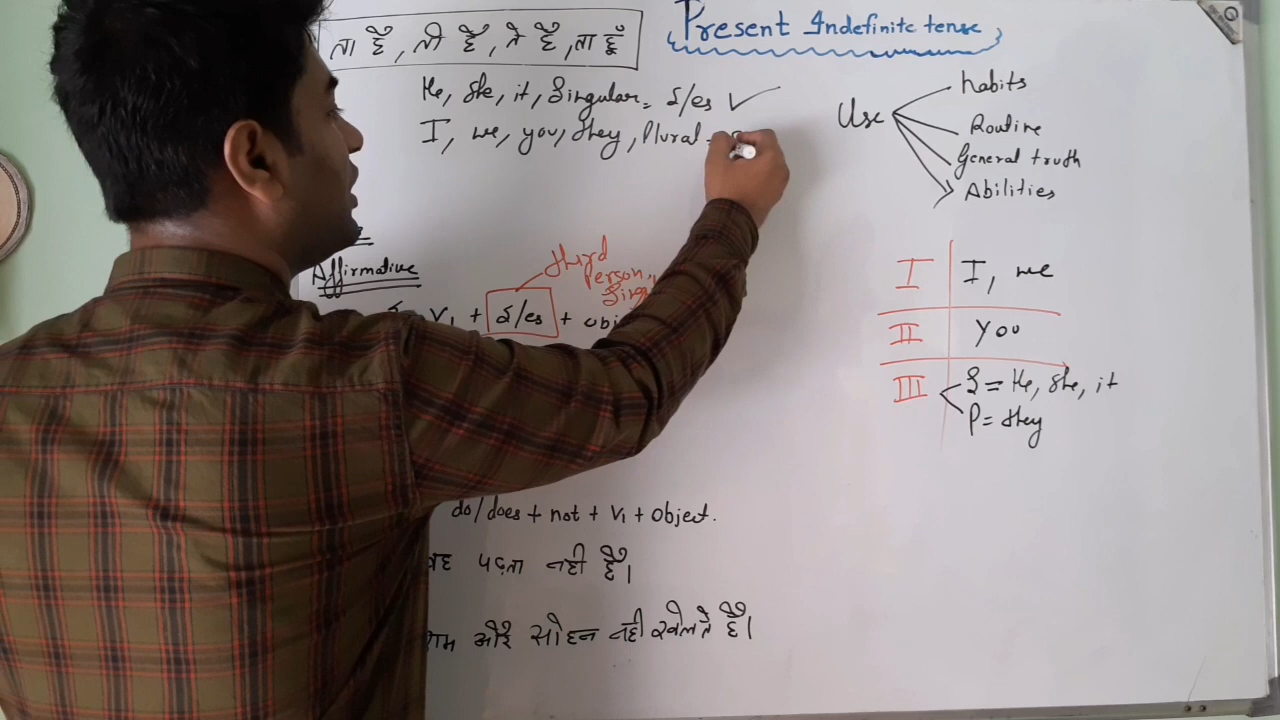 Present Indefinite tense
ता है, ती है, ते हैं, ता हूँ
He, She, it, Singular = S/es ✓
I, we, you, they, Plural -
Use
habits
Routine
General truth
Abilities
Affirmative
third
Person,
V₁ + S/es + obj
I | I, we
II | you
III
S = He, She, it
P = they
do/does + not + V₁ + object.
वह पढ़ता नही है।
राम और सोहन नही खेलते है।